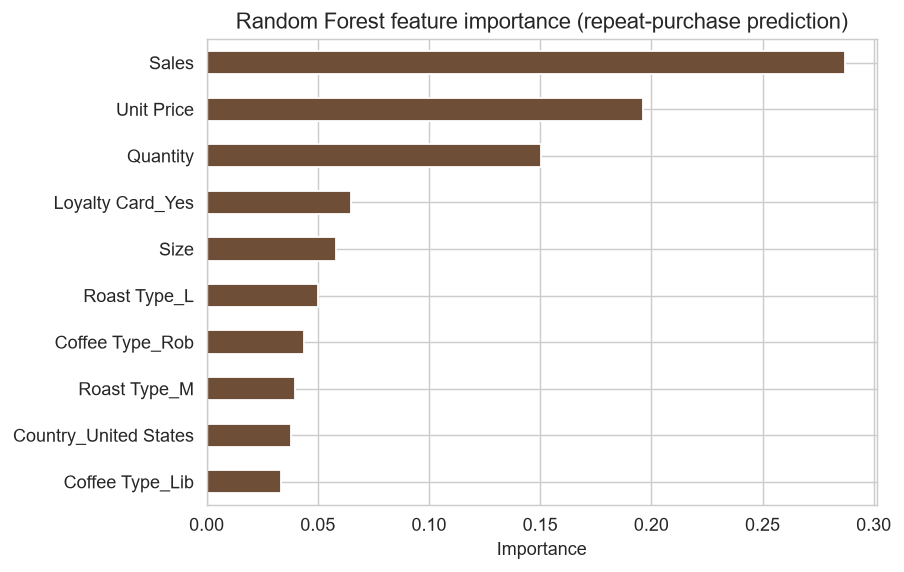 Random Forest feature importance (repeat-purchase prediction)
Sales
Unit Price
Quantity
Loyalty Card_Yes
Size
Roast Type_L
Coffee Type_Rob
Roast Type_M
Country_United States
Coffee Type_Lib
0.00 0.05 0.10 0.15 0.20 0.25 0.30
Importance